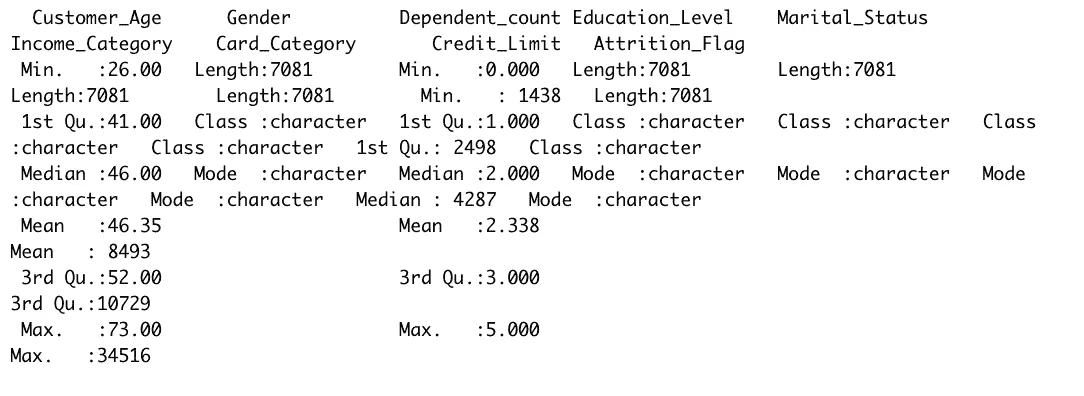 Customer_Age Gender Dependent_count Education_Level Marital_Status
Income_Category Card_Category Credit_Limit Attrition_Flag
Min. :26.00 Length:7081 Min. :0.000 Length:7081 Length:7081
Length:7081 Length:7081 Min. : 1438 Length:7081
1st Qu.:41.00 Class :character 1st Qu.:1.000 Class :character Class :character Class
:character Class :character 1st Qu.: 2498 Class :character
Median :46.00 Mode :character Median :2.000 Mode :character Mode :character Mode
:character Mode :character Median : 4287 Mode :character
Mean :46.35 Mean :2.338
Mean : 8493
3rd Qu.:52.00 3rd Qu.:3.000
3rd Qu.:10729
Max. :73.00 Max. :5.000
Max. :34516